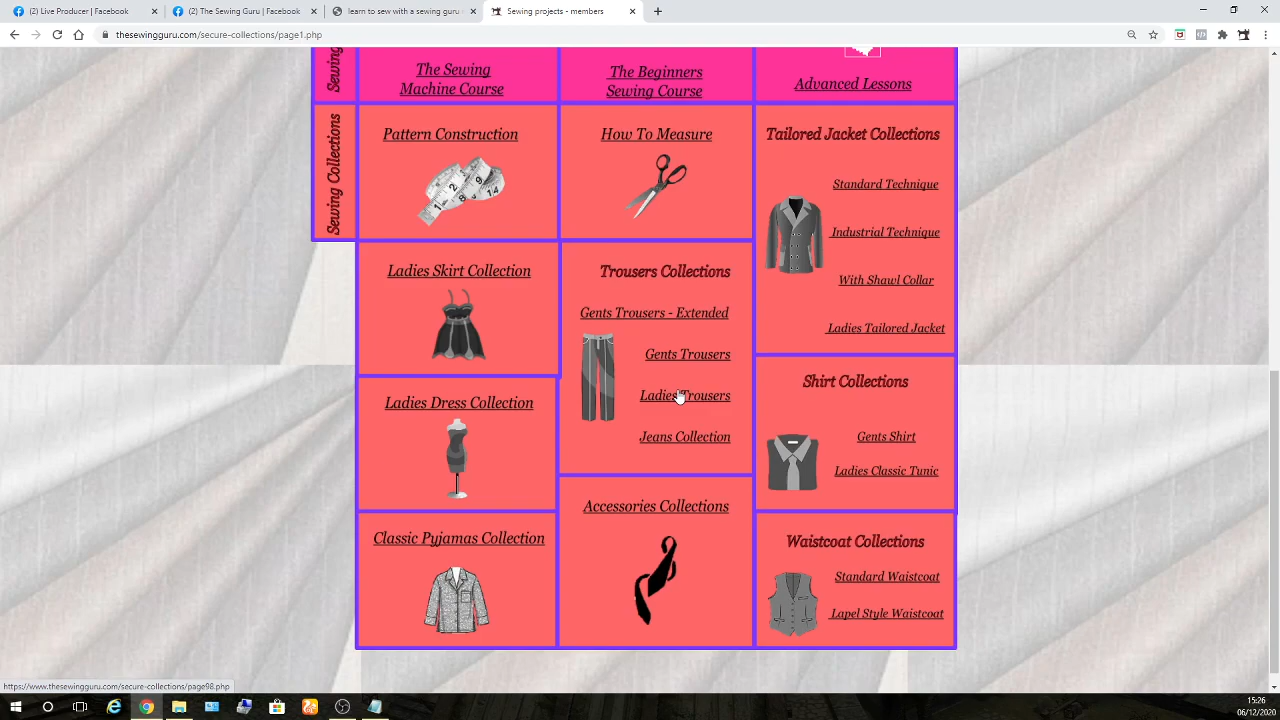 (2) Live Producer | Facebook
(2) The Sewing Guru | Facebook
Sewing collections
Sewing projects members
thesewingguru.com/secure-collections/page1.php
Sewing
The Sewing
Machine Course
The Beginners
Sewing Course
Advanced Lessons
Sewing Collections
Pattern Construction
How To Measure
Tailored Jacket Collections
Standard Technique
Industrial Technique
With Shawl Collar
Ladies Tailored Jacket
Ladies Skirt Collection
Trousers Collections
Gents Trousers - Extended
Gents Trousers
Ladies Trousers
Jeans Collection
Shirt Collections
Gents Shirt
Ladies Classic Tunic
Ladies Dress Collection
Accessories Collections
Classic Pyjamas Collection
Waistcoat Collections
Standard Waistcoat
Lapel Style Waistcoat
https://www.thesewingguru.com/secure-collections/page98.php
15:26
06/12/2020